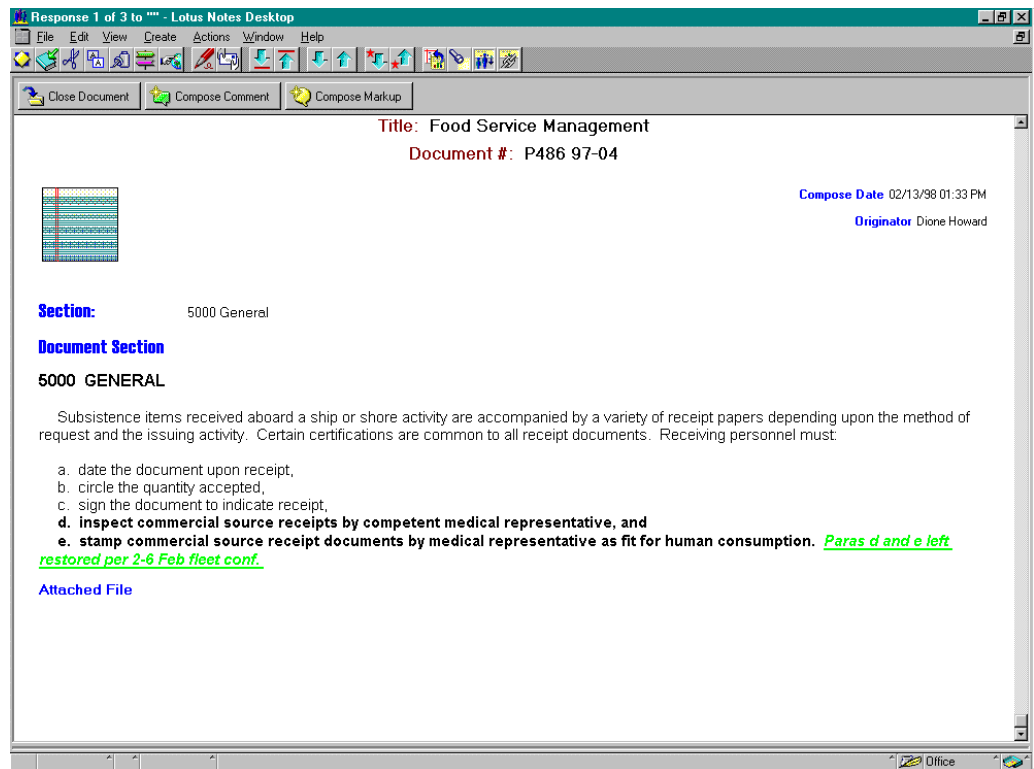 Response 1 of 3 to "" - Lotus Notes Desktop
File Edit View Create Actions Window Help
Close Document Compose Comment Compose Markup
Title: Food Service Management
Document #: P486 97-04
Compose Date 02/13/98 01:33 PM
Originator Dione Howard
Section: 5000 General
Document Section
5000 GENERAL
Subsistence items received aboard a ship or shore activity are accompanied by a variety of receipt papers depending upon the method of
request and the issuing activity. Certain certifications are common to all receipt documents. Receiving personnel must:
a. date the document upon receipt,
b. circle the quantity accepted,
c. sign the document to indicate receipt,
d. inspect commercial source receipts by competent medical representative, and
e. stamp commercial source receipt documents by medical representative as fit for human consumption. Paras d and e left
restored per 2-6 Feb fleet conf.
Attached File
Office